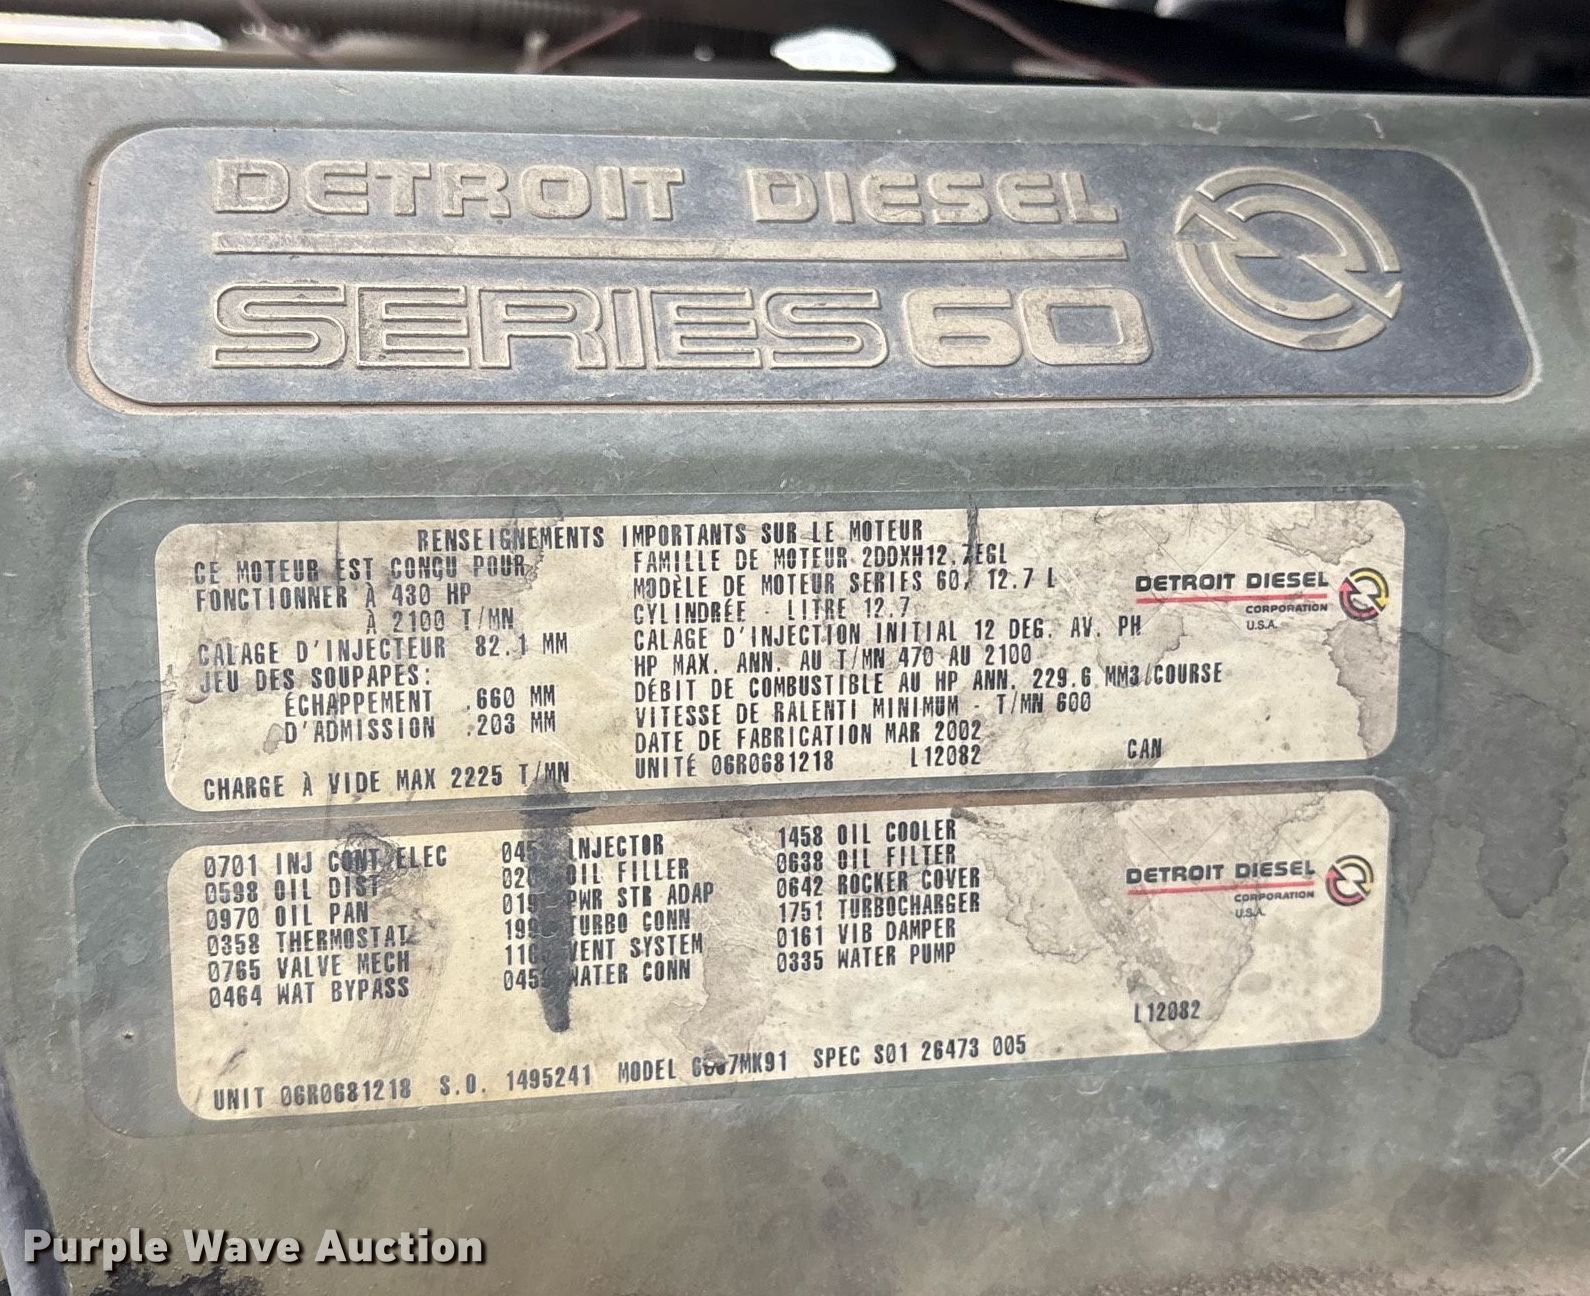 DETROIT DIESEL
SERIES 60
RENSEIGNEMENTS IMPORTANTS SUR LE MOTEUR
CE MOTEUR EST CONÇU POUR
FONCTIONNER À 430 HP
À 2100 T/MN
CALAGE D'INJECTEUR 82.1 MM
JEU DES SOUPAPES:
ÉCHAPPEMENT .660 MM
D'ADMISSION .203 MM
CHARGE À VIDE MAX 2225 T/MN
FAMILLE DE MOTEUR 2DDXH12.7EGL
MODÈLE DE MOTEUR SERIES 60, 12.7 L
CYLINDRÉE - LITRE 12.7
CALAGE D'INJECTION INITIAL 12 DEG. AV. PH
HP MAX. ANN. AU T/MN 470 AU 2100
DÉBIT DE COMBUSTIBLE AU HP ANN. 229.6 MM3/COURSE
VITESSE DE RALENTI MINIMUM - T/MN 600
DATE DE FABRICATION MAR 2002
UNITÉ 06R0681218 L12082 CAN
DETROIT DIESEL
CORPORATION
U.S.A.
0701 INJ CONT ELEC
0598 OIL DIST
0970 OIL PAN
0358 THERMOSTAT
0765 VALVE MECH
0464 WAT BYPASS
INJECTOR
OIL FILLER
PWR STR ADAP
TURBO CONN
VENT SYSTEM
WATER CONN
1458 OIL COOLER
0638 OIL FILTER
0642 ROCKER COVER
1751 TURBOCHARGER
0161 VIB DAMPER
0335 WATER PUMP
DETROIT DIESEL
CORPORATION
U.S.A.
L12082
UNIT 06R0681218 S.O. 1495241 MODEL SPEC S01 26473 005
Purple Wave Auction